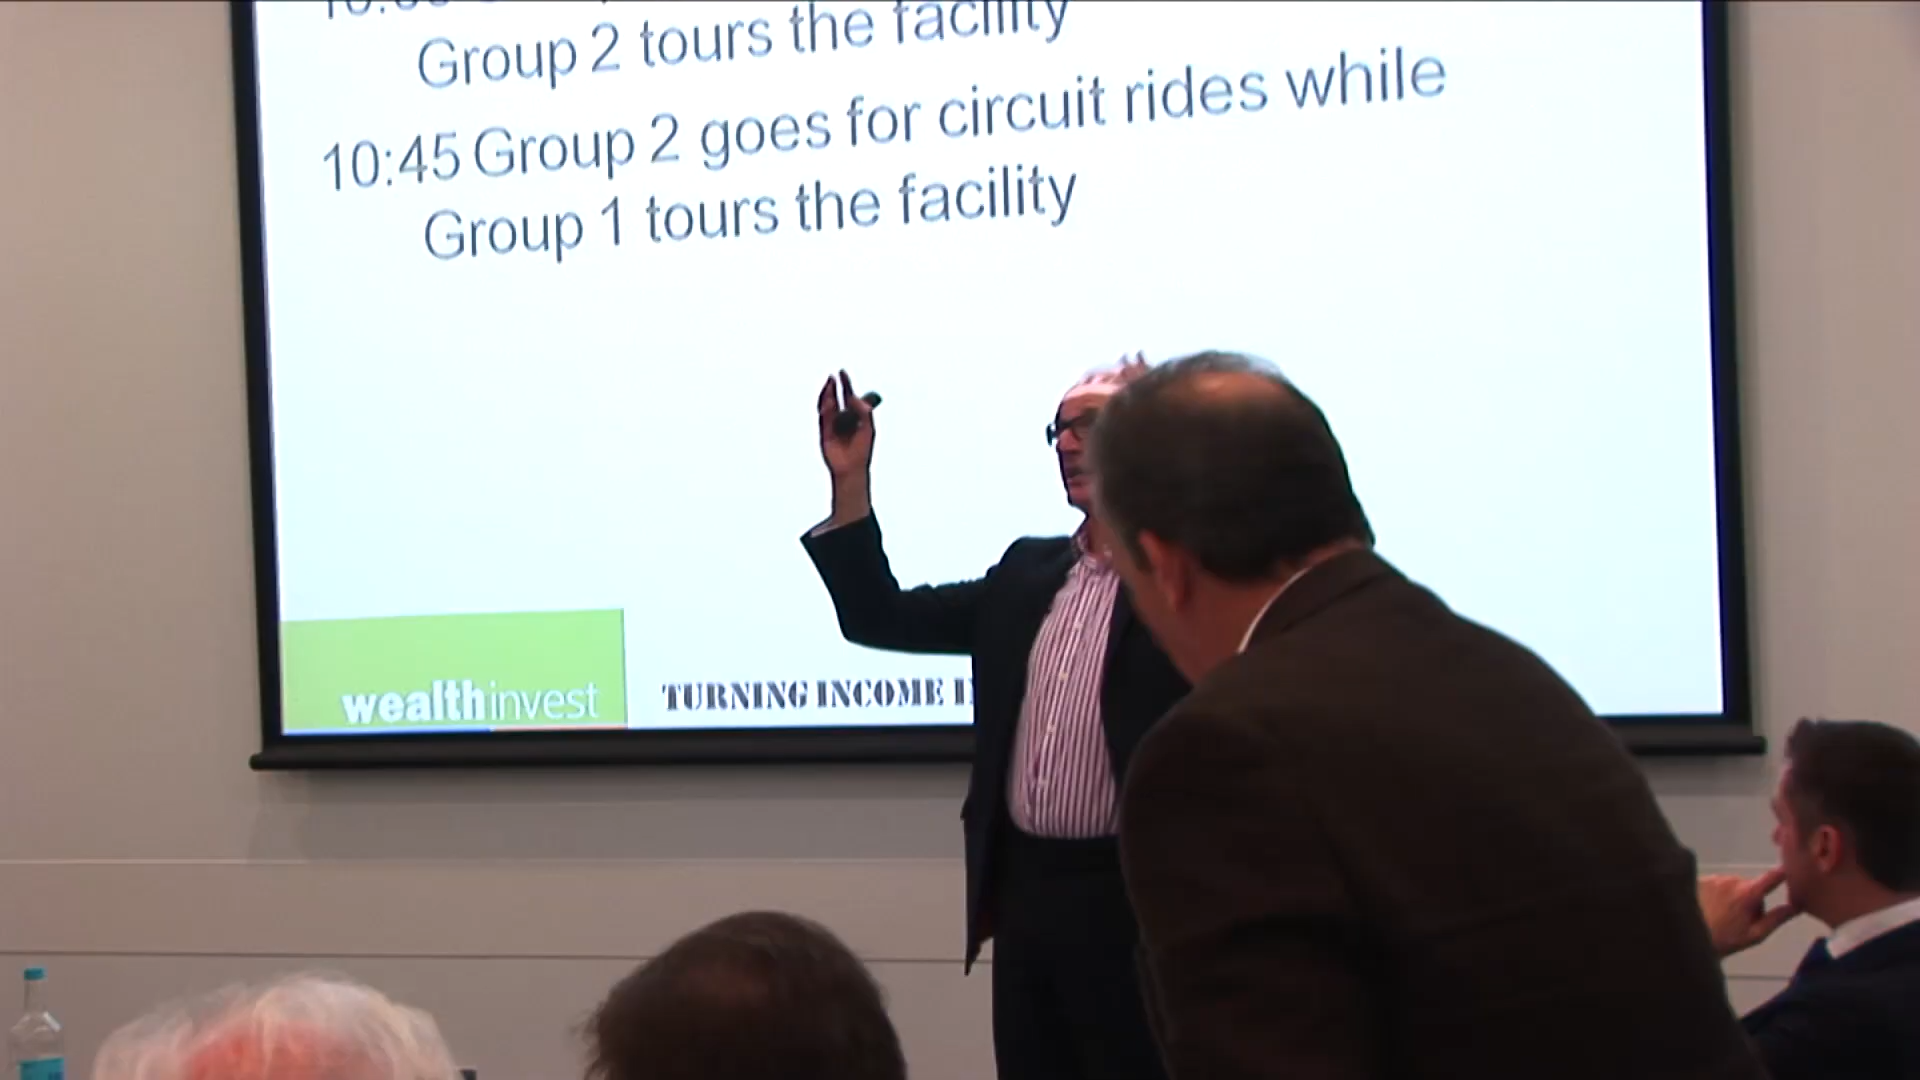 Group 2 tours the facility
10:45 Group 2 goes for circuit rides while
Group 1 tours the facility
wealthinvest
TURNING INCOME